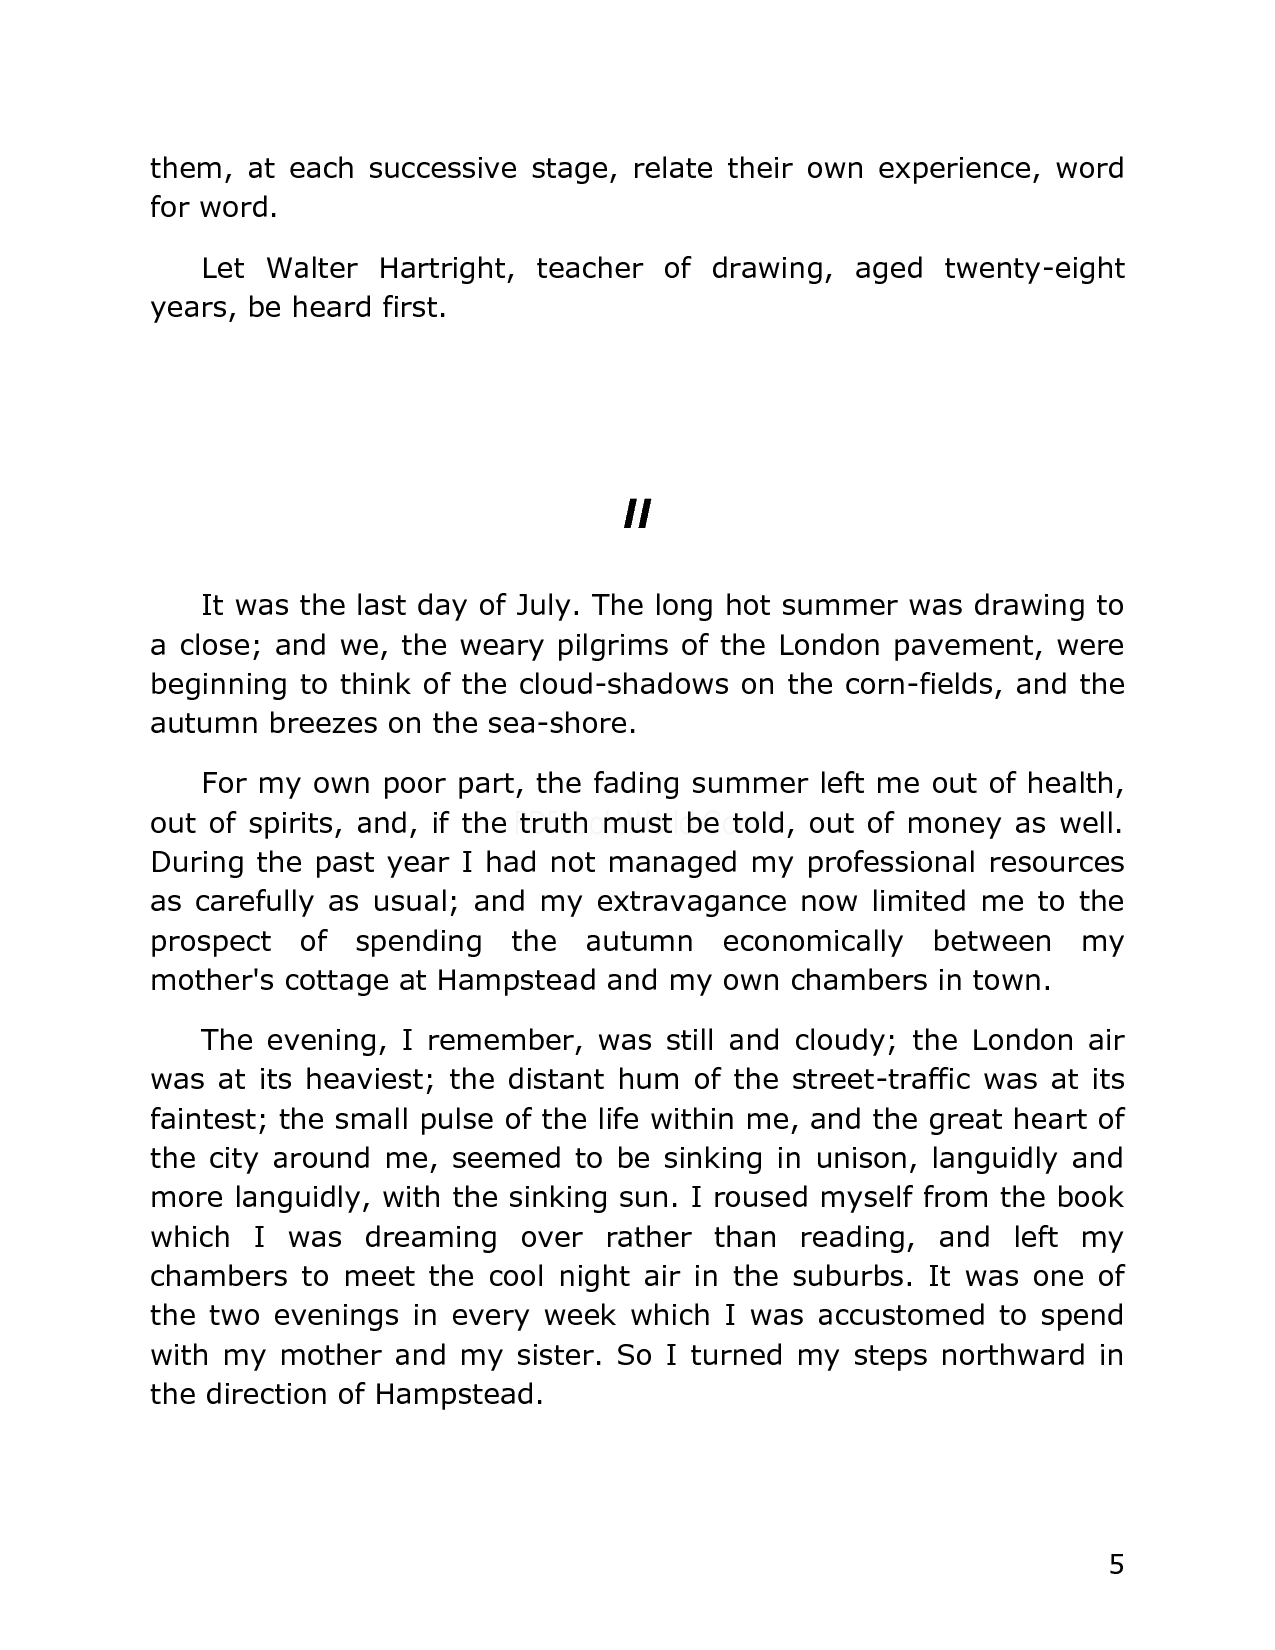 them, at each successive stage, relate their own experience, word
for word.
Let Walter Hartright, teacher of drawing, aged twenty-eight
years, be heard first.
II
It was the last day of July. The long hot summer was drawing to
a close; and we, the weary pilgrims of the London pavement, were
beginning to think of the cloud-shadows on the corn-fields, and the
autumn breezes on the sea-shore.
For my own poor part, the fading summer left me out of health,
out of spirits, and, if the truth must be told, out of money as well.
During the past year I had not managed my professional resources
as carefully as usual; and my extravagance now limited me to the
prospect of spending the autumn economically between my
mother's cottage at Hampstead and my own chambers in town.
The evening, I remember, was still and cloudy; the London air
was at its heaviest; the distant hum of the street-traffic was at its
faintest; the small pulse of the life within me, and the great heart of
the city around me, seemed to be sinking in unison, languidly and
more languidly, with the sinking sun. I roused myself from the book
which I was dreaming over rather than reading, and left my
chambers to meet the cool night air in the suburbs. It was one of
the two evenings in every week which I was accustomed to spend
with my mother and my sister. So I turned my steps northward in
the direction of Hampstead.
5